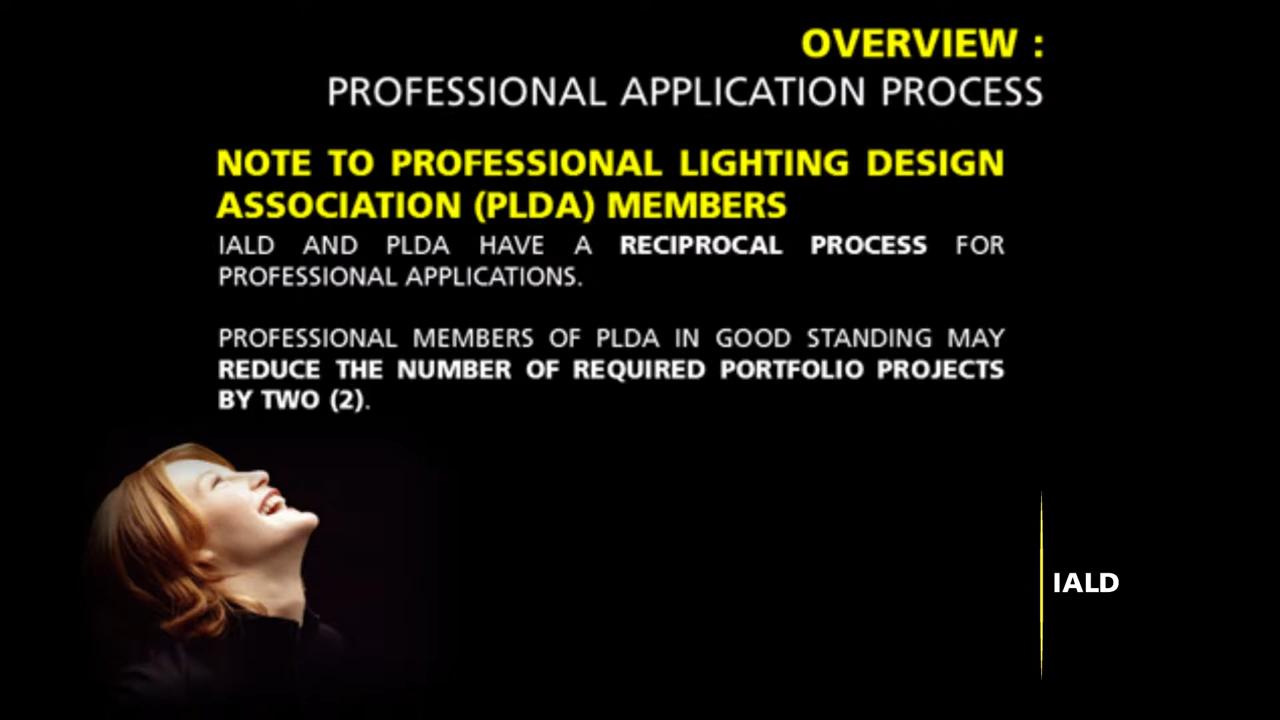 OVERVIEW :
PROFESSIONAL APPLICATION PROCESS
NOTE TO PROFESSIONAL LIGHTING DESIGN
ASSOCIATION (PLDA) MEMBERS
IALD AND PLDA HAVE A RECIPROCAL PROCESS FOR
PROFESSIONAL APPLICATIONS.
PROFESSIONAL MEMBERS OF PLDA IN GOOD STANDING MAY
REDUCE THE NUMBER OF REQUIRED PORTFOLIO PROJECTS
BY TWO (2).
IALD